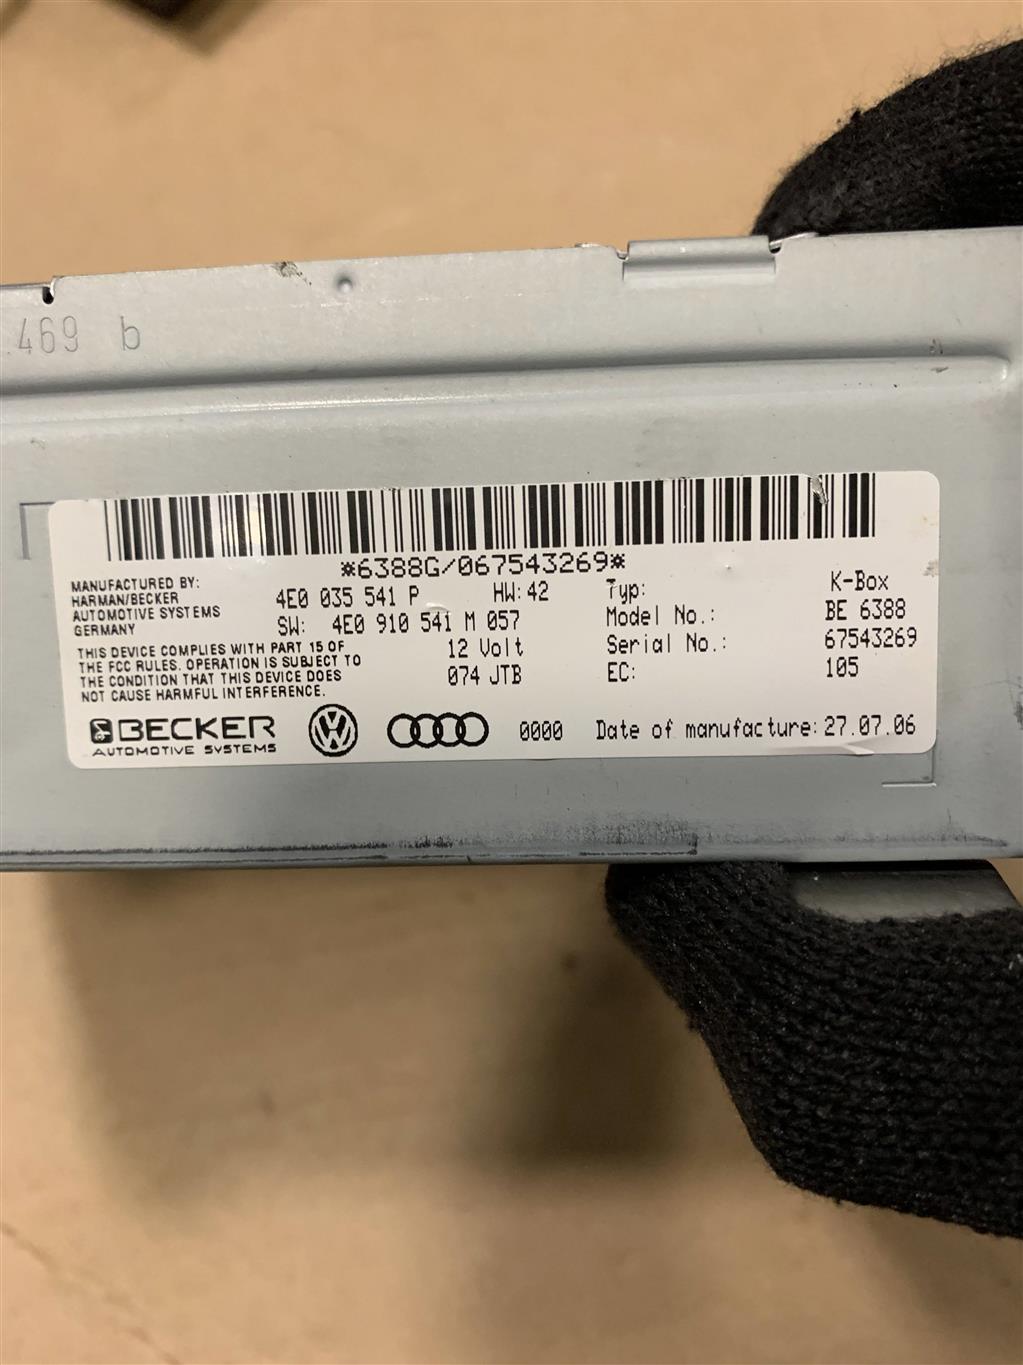 469 b
*6388G/067543269*
MANUFACTURED BY:
HARMAN/BECKER
AUTOMOTIVE SYSTEMS
GERMANY
4E0 035 541 P HW: 42
SW: 4E0 910 541 M 057
12 Volt
074 JTB
Typ: K-Box
Model No.: BE 6388
Serial No.: 67543269
EC: 105
THIS DEVICE COMPLIES WITH PART 15 OF
THE FCC RULES. OPERATION IS SUBJECT TO
THE CONDITION THAT THIS DEVICE DOES
NOT CAUSE HARMFUL INTERFERENCE.
BECKER
AUTOMOTIVE SYSTEMS
0000 Date of manufacture: 27.07.06